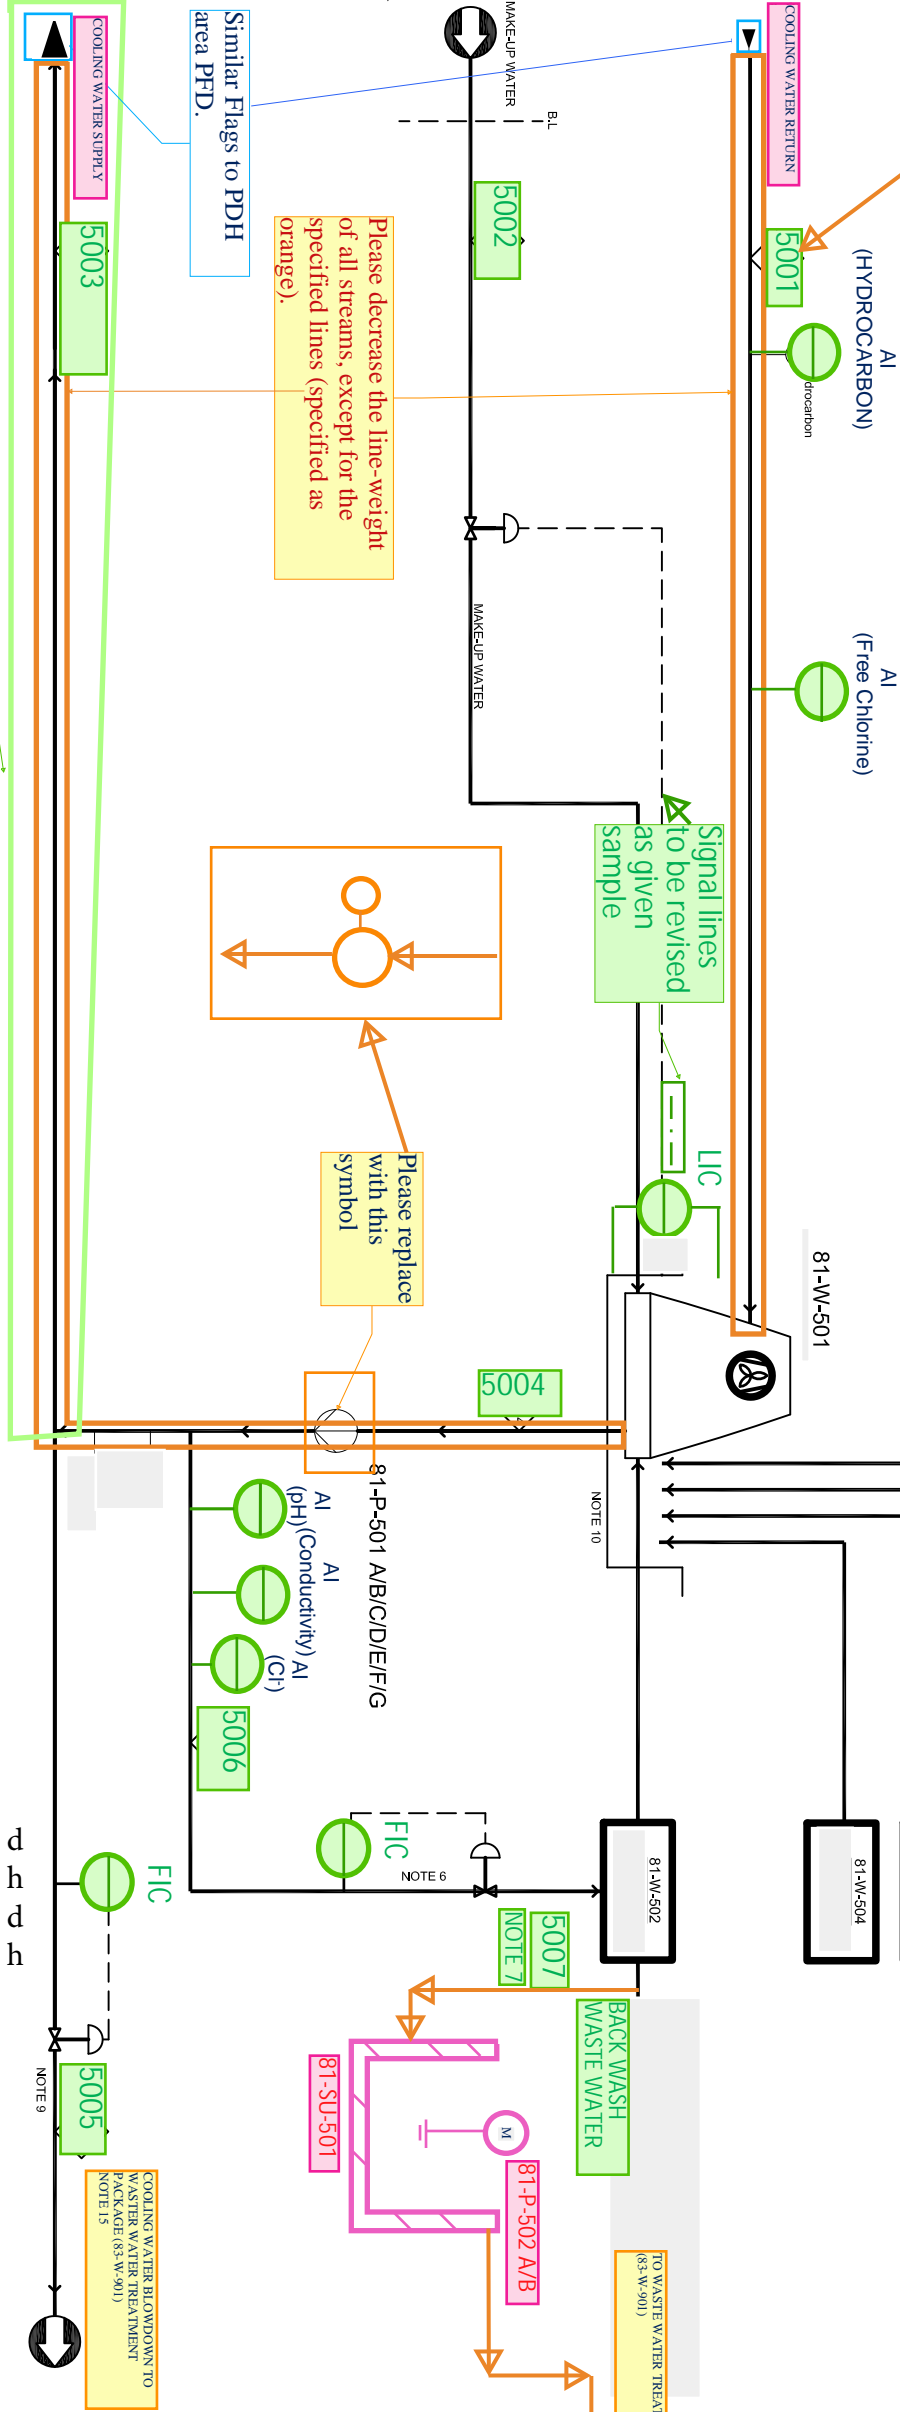 COOLING WATER RETURN
5001
AI
(HYDROCARBON)
drocarbon
AI
(Free Chlorine)
81-W-501
MAKE-UP WATER
B.L
5002
MAKE-UP WATER
Similar Flags to PDH
area PFD.
COOLING WATER SUPPLY
5003
Please decrease the line-weight
of all streams, except for the
specified lines (specified as
orange).
Signal lines
to be revised
as given
sample
LIC
Please replace
with this
symbol
5004
NOTE 10
81-P-501 A/B/C/D/E/F/G
AI
(pH)
AI
(Conductivity)
AI
(Cl-)
5006
FIC
NOTE 6
81-W-502
81-W-504
5007
NOTE 7
BACK WASH
WASTE WATER
81-SU-501
M
81-P-502 A/B
TO WASTE WATER TREAT
(83-W-901)
FIC
NOTE 9
5005
COOLING WATER BLOWDOWN TO
WASTER WATER TREATMENT
PACKAGE (83-W-901)
NOTE 15
d
h
d
h